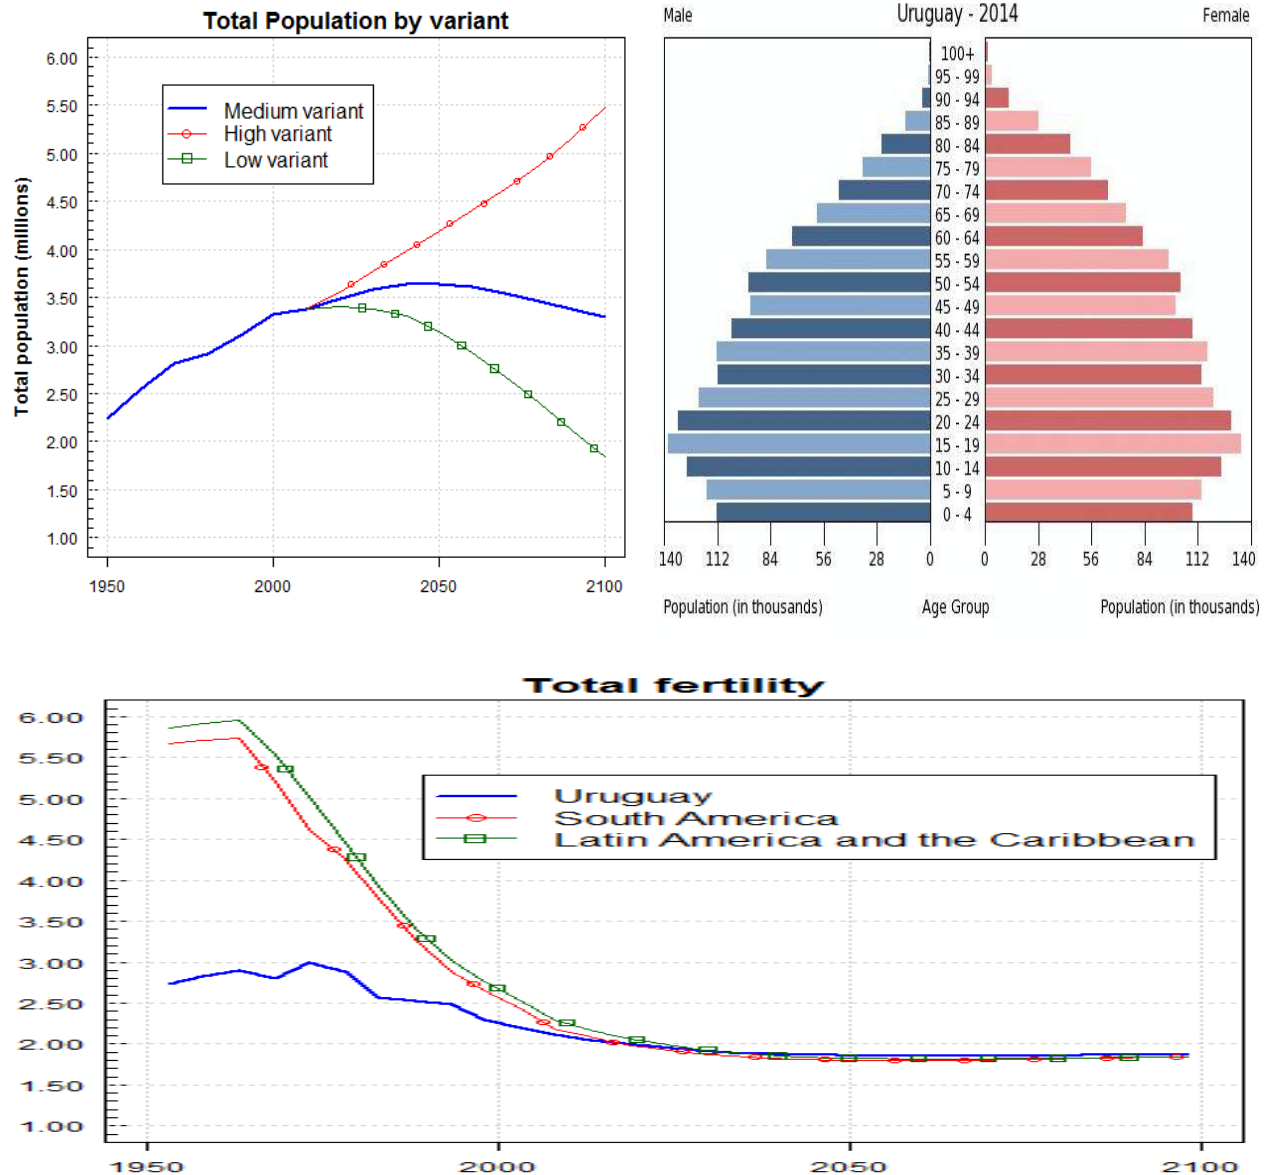 Total Population by variant
Total population (millions)
6.00
5.50
5.00
4.50
4.00
3.50
3.00
2.50
2.00
1.50
1.00
Medium variant
High variant
Low variant
1950 2000 2050 2100
Male Uruguay - 2014 Female
100+
95 - 99
90 - 94
85 - 89
80 - 84
75 - 79
70 - 74
65 - 69
60 - 64
55 - 59
50 - 54
45 - 49
40 - 44
35 - 39
30 - 34
25 - 29
20 - 24
15 - 19
10 - 14
5 - 9
0 - 4
140 112 84 56 28 0 0 28 56 84 112 140
Population (in thousands) Age Group Population (in thousands)
Total fertility
6.00
5.50
5.00
4.50
4.00
3.50
3.00
2.50
2.00
1.50
1.00
Uruguay
South America
Latin America and the Caribbean
1950 2000 2050 2100